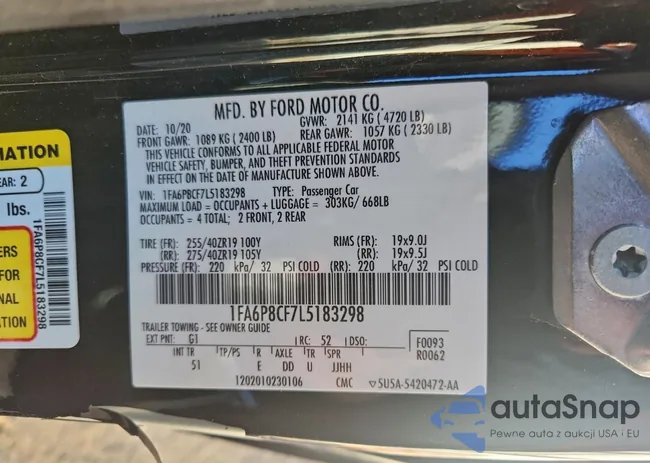 MFD. BY FORD MOTOR CO.
DATE: 10/20 GVWR: 2141 KG ( 4720 LB)
FRONT GAWR: 1089 KG ( 2400 LB) REAR GAWR: 1057 KG ( 2330 LB)
THIS VEHICLE CONFORMS TO ALL APPLICABLE FEDERAL MOTOR
VEHICLE SAFETY, BUMPER, AND THEFT PREVENTION STANDARDS
IN EFFECT ON THE DATE OF MANUFACTURE SHOWN ABOVE.
VIN: 1FA6P8CF7L5183298 TYPE: Passenger Car
MAXIMUM LOAD = OCCUPANTS + LUGGAGE = 303KG/ 668LB
OCCUPANTS = 4 TOTAL; 2 FRONT, 2 REAR
TIRE (FR): 255/40ZR19 100Y RIMS (FR): 19x9.0J
(RR): 275/40ZR19 105Y (RR): 19x9.5J
PRESSURE (FR): 220 kPa/ 32 PSI COLD (RR): 220 kPa/ 32 PSI COLD
1FA6P8CF7L5183298
TRAILER TOWING - SEE OWNER GUIDE
EXT PNT: G1 RC: 52 DSO: F0093
INT TR TP/PS R AXLE TR SPR R0062
S1 E DD U JJHH
1202010230106 CMC 5USA-S420472-AA
MATION
EAR: 2
lbs.
ERS
FOR
NAL
ATION
1FA6P8CF7L5183298
autaSnap
Pewne auta z aukcji USA i EU